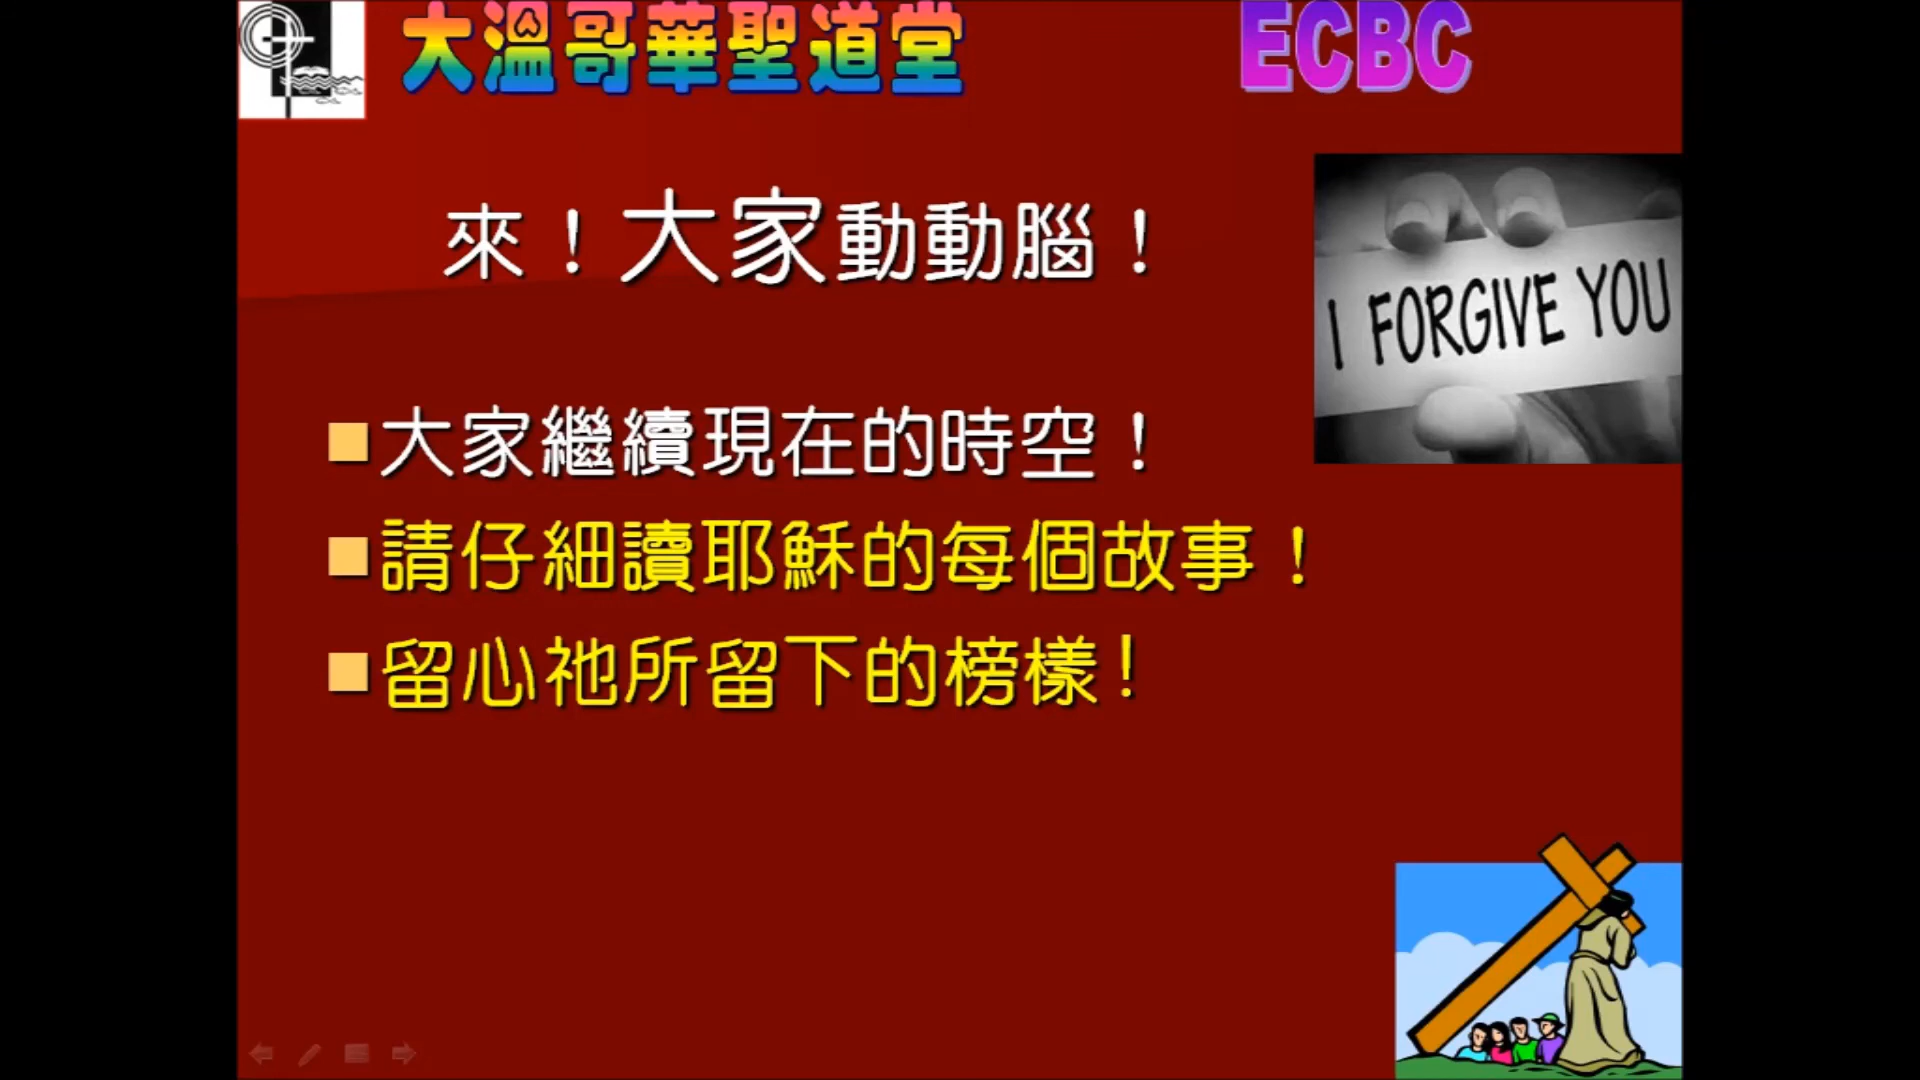 大溫哥華聖道堂 ECBC
來！大家動動腦！
I FORGIVE YOU
大家繼續現在的時空！
請仔細讀耶穌的每個故事！
留心祂所留下的榜樣！